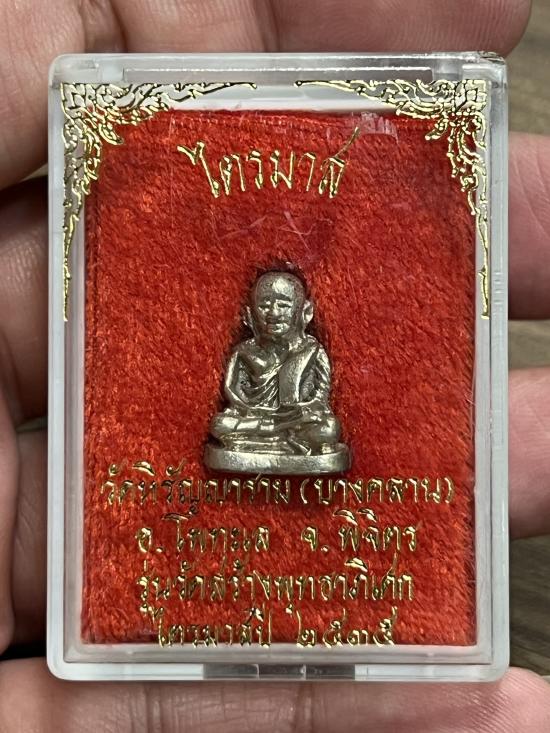 ไตรมาส
วัดหิรัญญาราม (บางคลาน)
อ.โพทะเล จ.พิจิตร
รุ่นวัดสร้างพุทธาภิเศก
ไตรมาสปี ๒๕๓๕